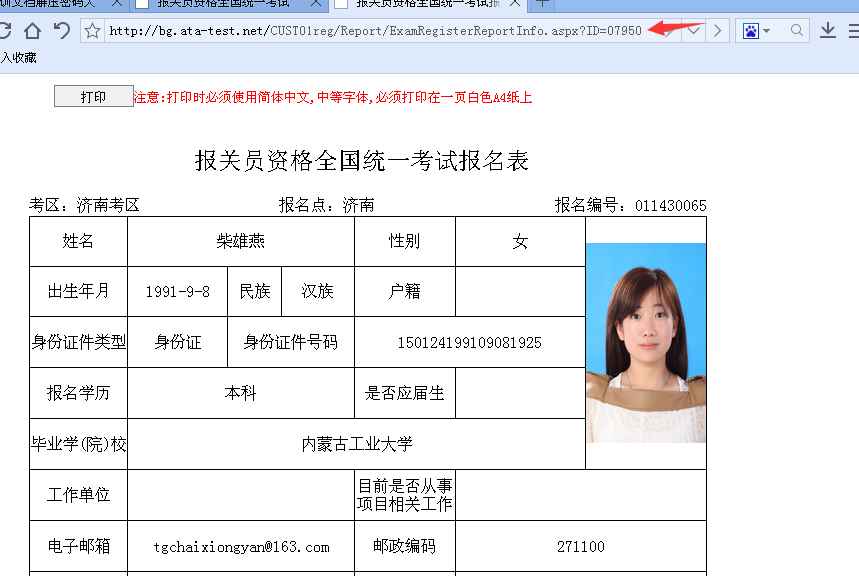 训文档解压密码大 报关员资格全国统一考试 报关员资格全国统一考试报
http://bg.ata-test.net/CUST01reg/Report/ExamRegisterReportInfo.aspx?ID=07950
入收藏
打印 注意:打印时必须使用简体中文,中等字体,必须打印在一页白色A4纸上
报关员资格全国统一考试报名表
考区：济南考区 报名点：济南 报名编号：011430065
姓名 柴雄燕 性别 女
出生年月 1991-9-8 民族 汉族 户籍
身份证件类型 身份证 身份证件号码 150124199109081925
报名学历 本科 是否应届生
毕业学(院)校 内蒙古工业大学
工作单位 目前是否从事
项目相关工作
电子邮箱 tgchaixiongyan@163.com 邮政编码 271100